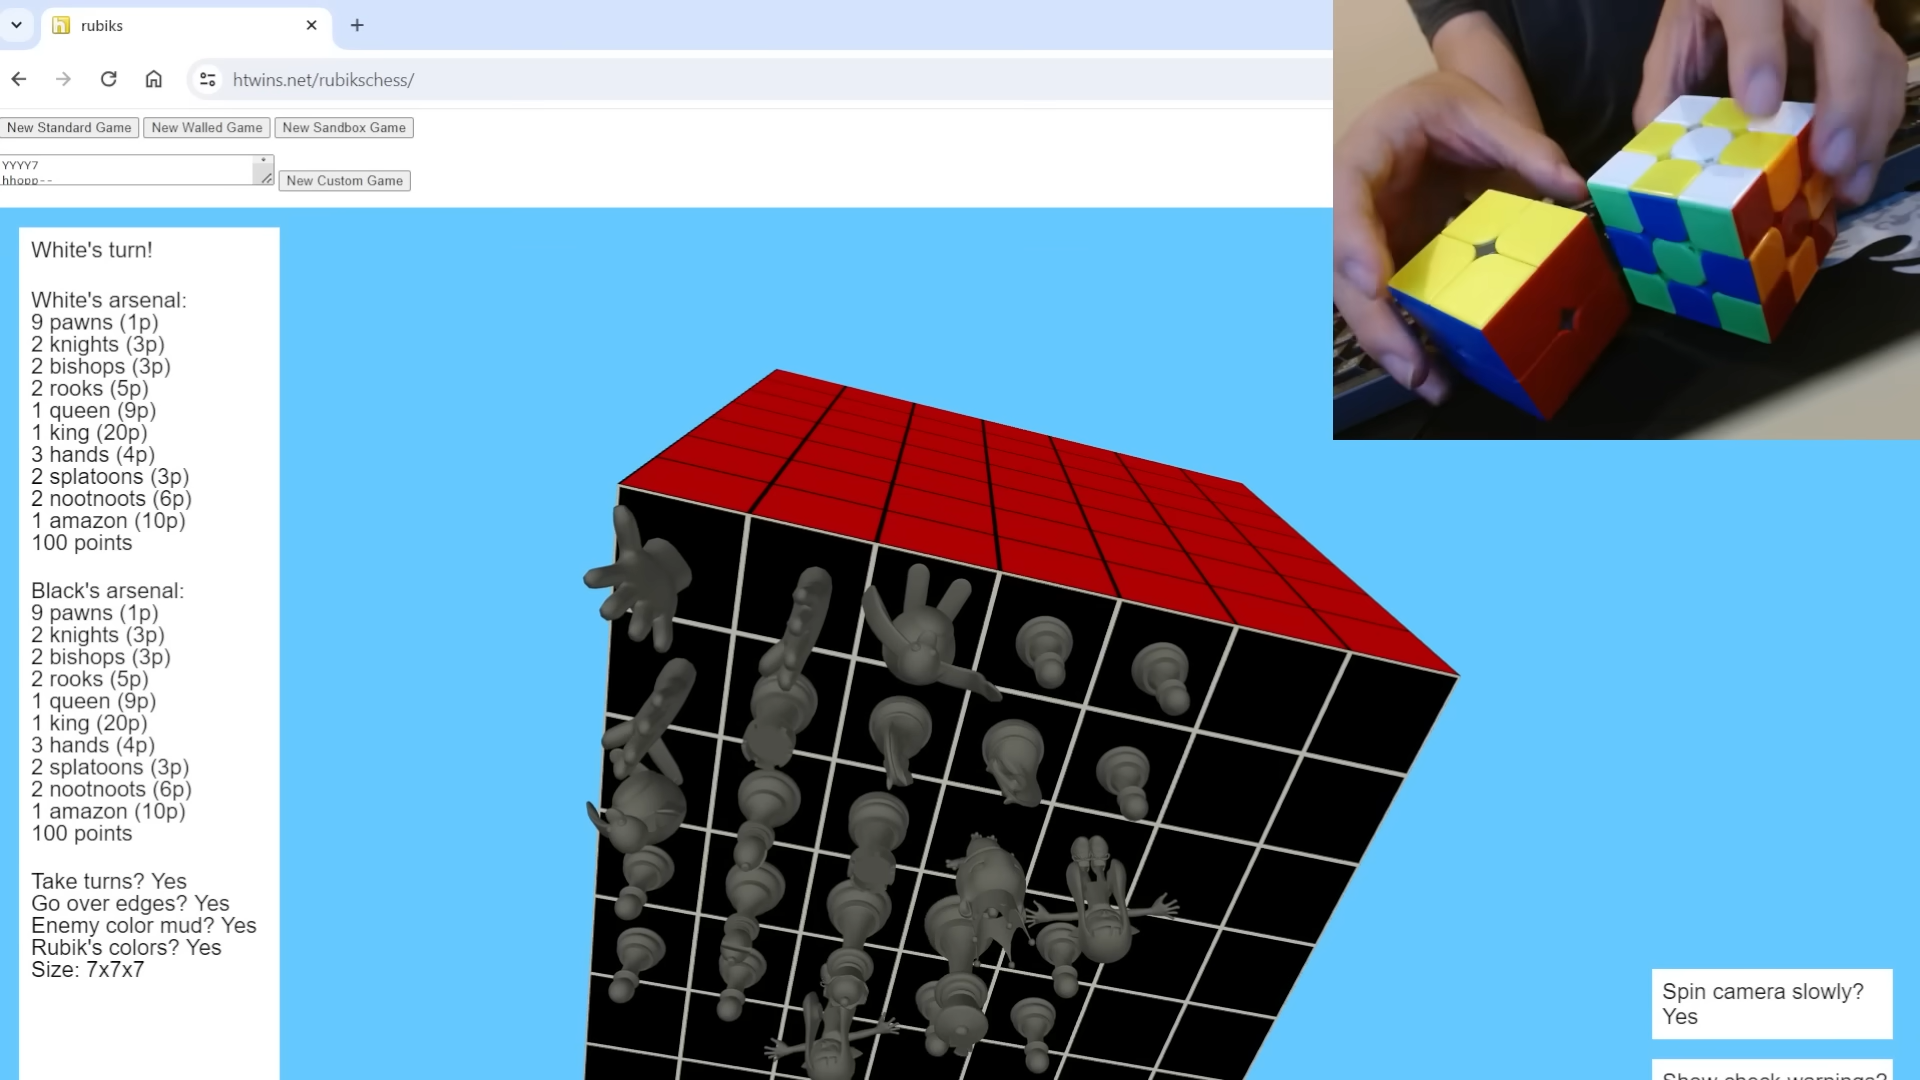 rubiks
htwins.net/rubikschess/
New Standard Game
New Walled Game
New Sandbox Game
YYYY7
hhopp--
New Custom Game
White's turn!
White's arsenal:
9 pawns (1p)
2 knights (3p)
2 bishops (3p)
2 rooks (5p)
1 queen (9p)
1 king (20p)
3 hands (4p)
2 splatoons (3p)
2 nootnoots (6p)
1 amazon (10p)
100 points
Black's arsenal:
9 pawns (1p)
2 knights (3p)
2 bishops (3p)
2 rooks (5p)
1 queen (9p)
1 king (20p)
3 hands (4p)
2 splatoons (3p)
2 nootnoots (6p)
1 amazon (10p)
100 points
Take turns? Yes
Go over edges? Yes
Enemy color mud? Yes
Rubik's colors? Yes
Size: 7x7x7
Spin camera slowly?
Yes
Show check warnings?